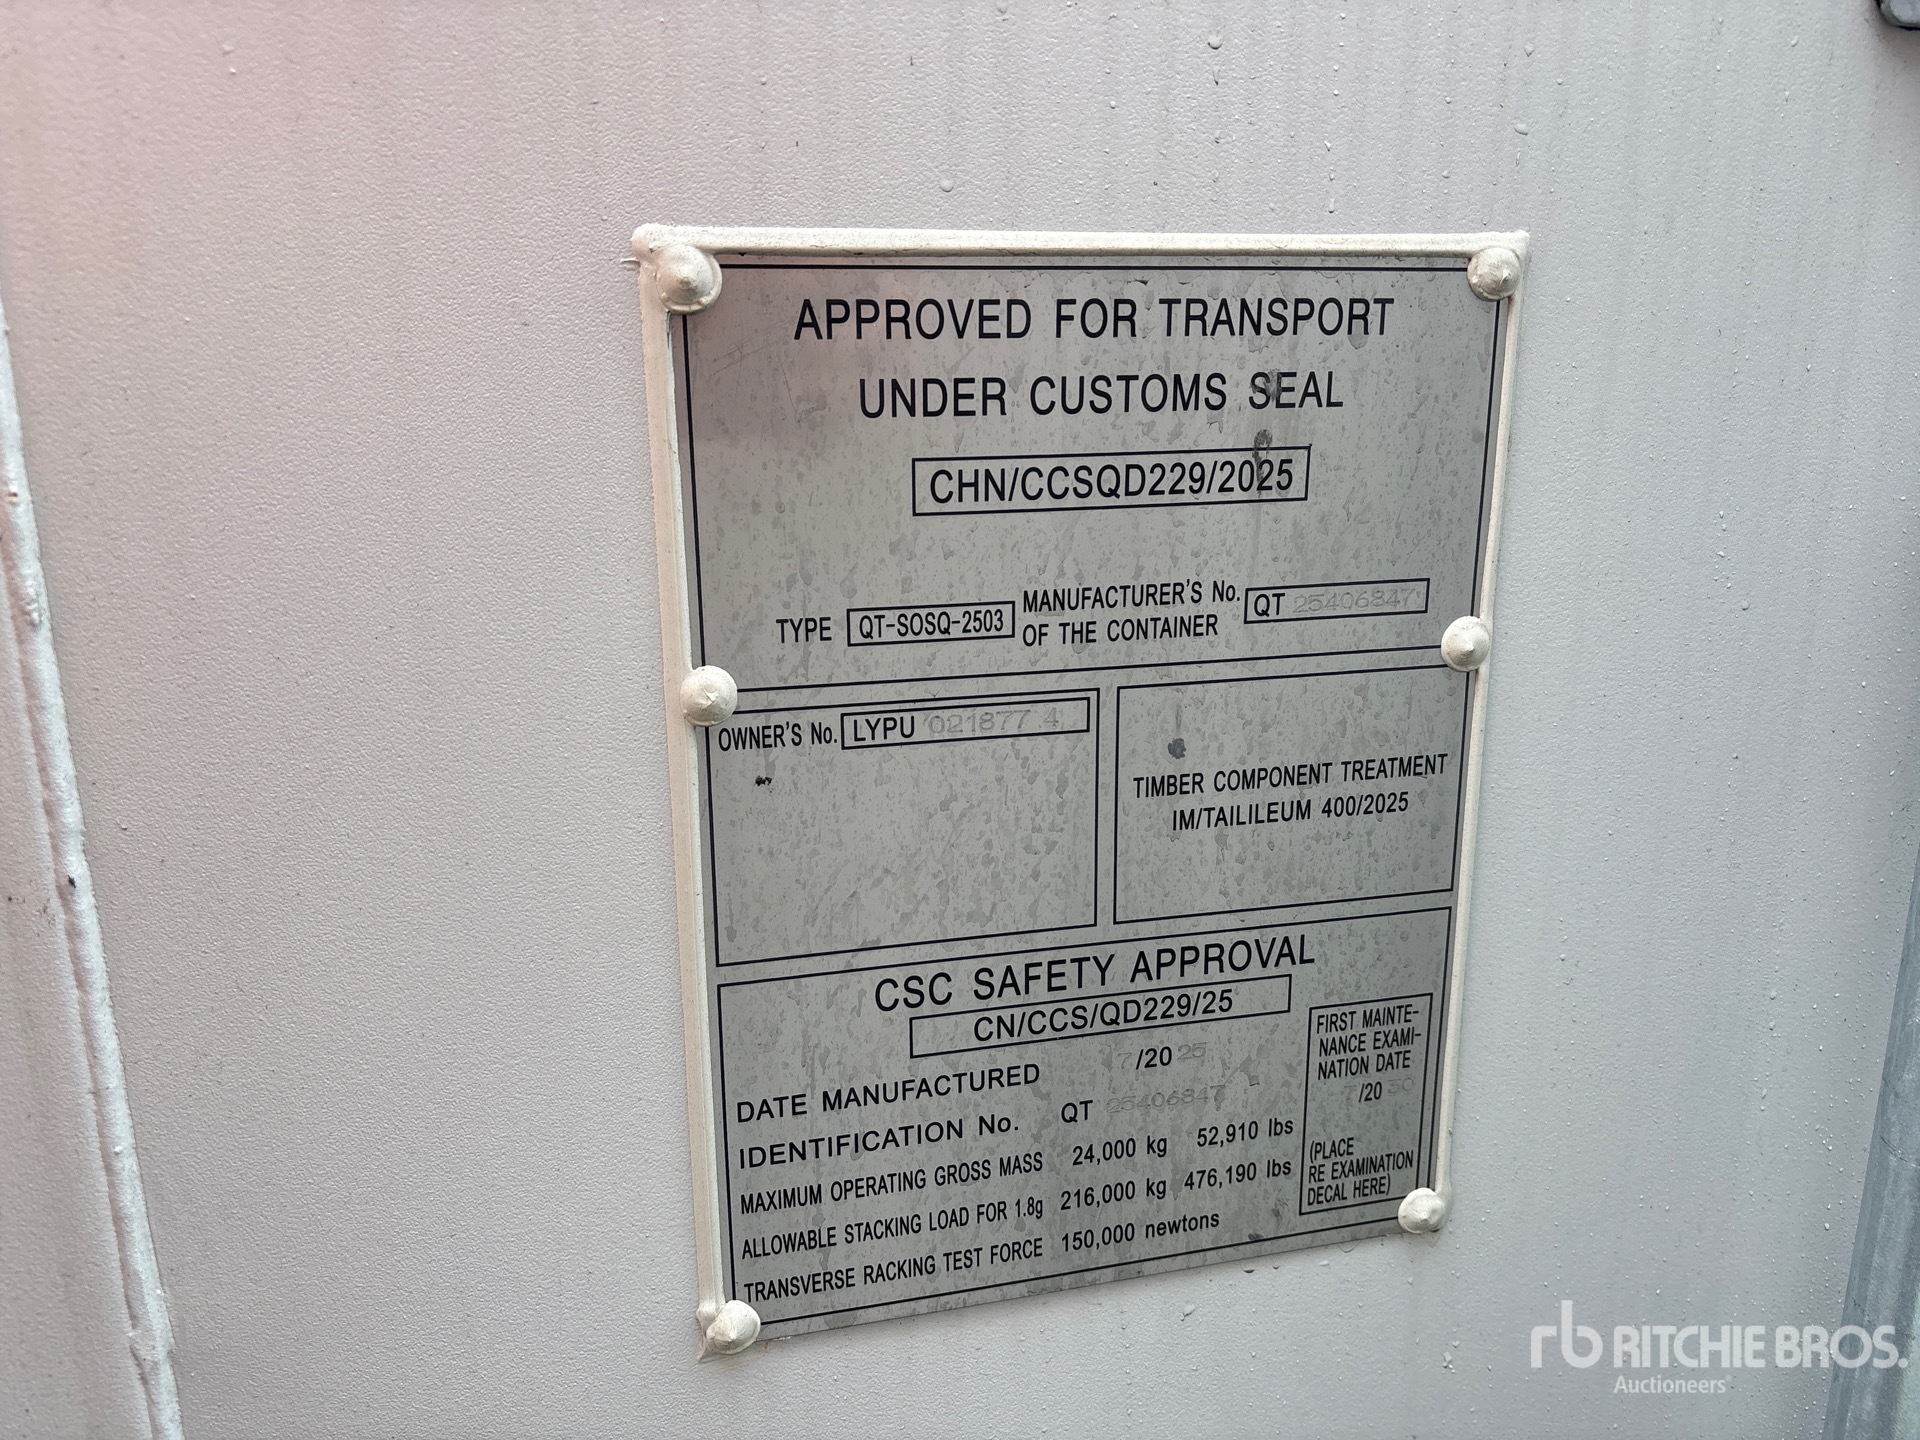 APPROVED FOR TRANSPORT
UNDER CUSTOMS SEAL
CHN/CCSQD229/2025
TYPE QT-SOSQ-2503 MANUFACTURER'S No. OF THE CONTAINER QT 25406847
OWNER'S No. LYPU 021877 4
TIMBER COMPONENT TREATMENT
IM/TAILILEUM 400/2025
CSC SAFETY APPROVAL
CN/CCS/QD229/25
DATE MANUFACTURED 7/2025
IDENTIFICATION No. QT 25406847
MAXIMUM OPERATING GROSS MASS 24,000 kg 52,910 lbs
ALLOWABLE STACKING LOAD FOR 1.8g 216,000 kg 476,190 lbs
TRANSVERSE RACKING TEST FORCE 150,000 newtons
FIRST MAINTE-
NANCE EXAMI-
NATION DATE
7/2030
(PLACE
RE EXAMINATION
DECAL HERE)
rb RITCHIE BROS.
Auctioneers